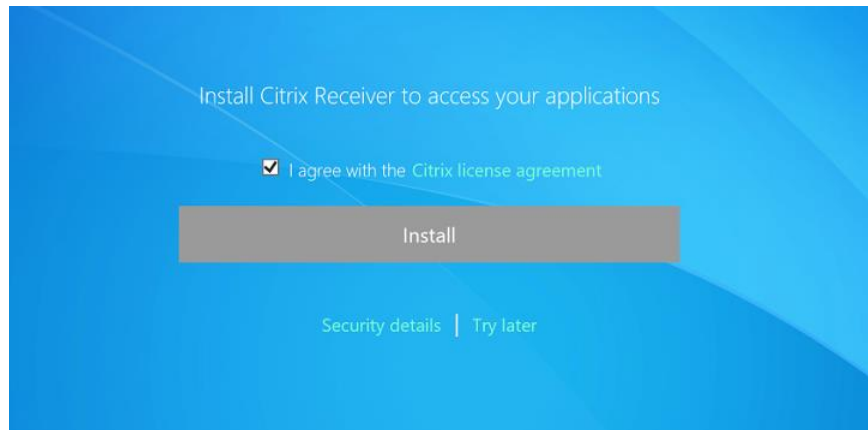 Install Citrix Receiver to access your applications
I agree with the Citrix license agreement
Install
Security details | Try later